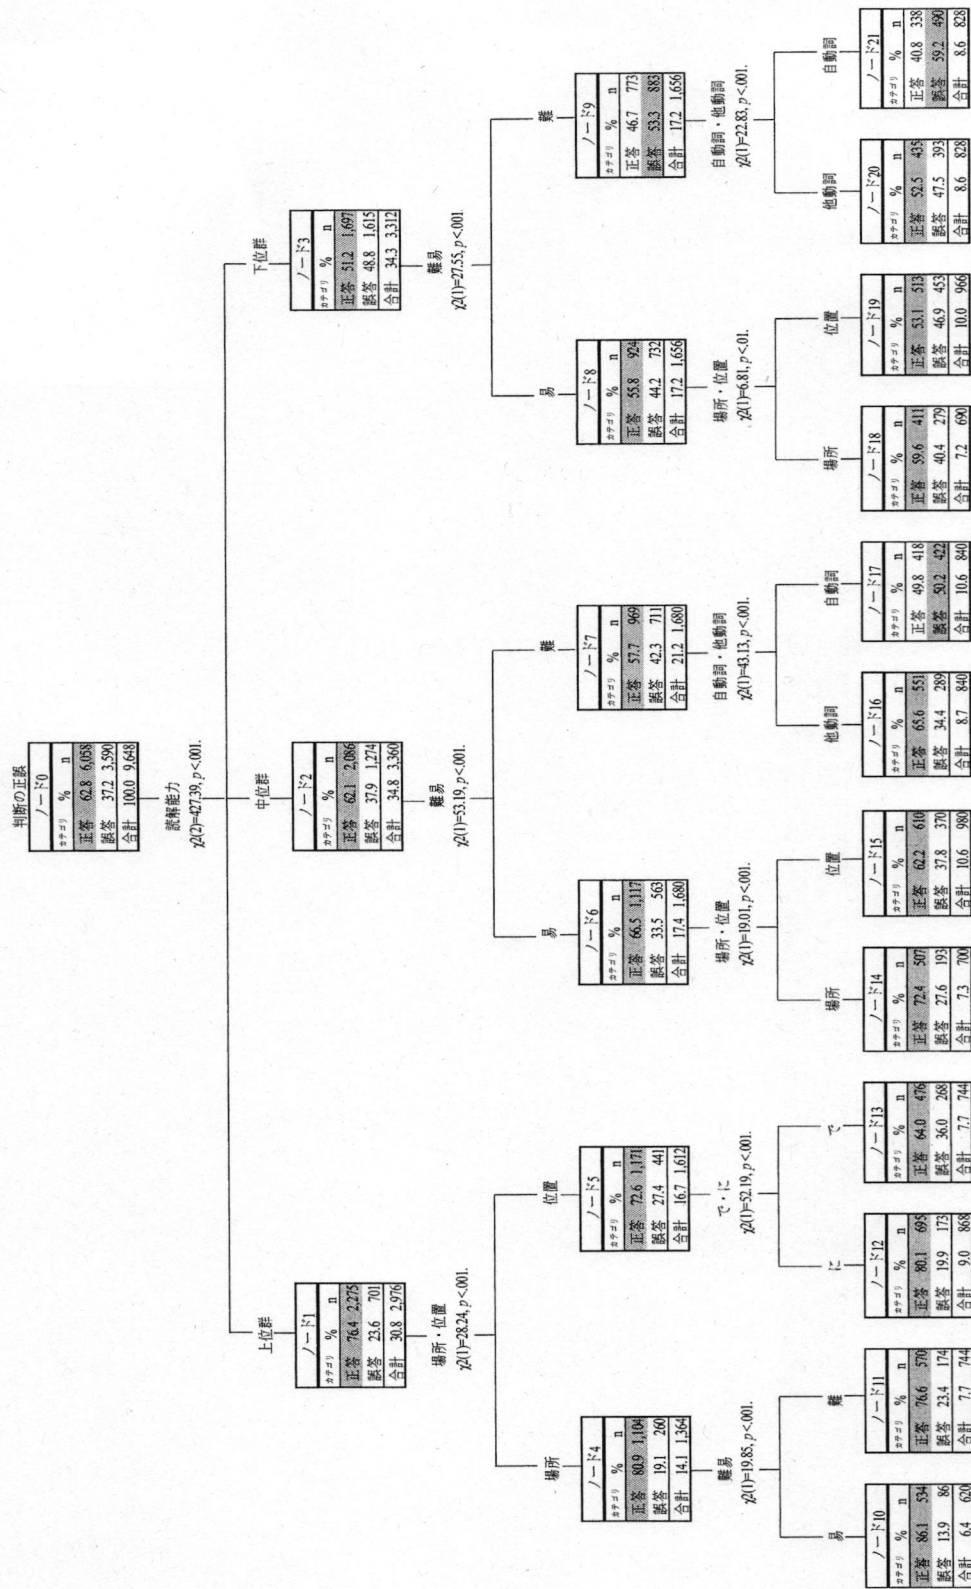 判断の正誤
ノード0
カテゴリ % n
正答 62.8 6,058
誤答 37.2 3,590
合計 100.0 9,648
読解能力
χ2(2)=427.39, p<.001.
上位群
ノード1
カテゴリ % n
正答 76.4 2,275
誤答 23.6 701
合計 30.8 2,976
場所・位置
χ2(1)=28.24, p<.001.
中位群
ノード2
カテゴリ % n
正答 62.1 2,086
誤答 37.9 1,274
合計 34.8 3,360
難易
χ2(1)=33.19, p<.001.
下位群
ノード3
カテゴリ % n
正答 51.2 1,697
誤答 48.8 1,615
合計 34.3 3,312
難易
χ2(1)=27.55, p<.001.
場所
ノード4
カテゴリ % n
正答 80.9 1,104
誤答 19.1 260
合計 14.1 1,364
難易
χ2(1)=19.85, p<.001.
位置
ノード5
カテゴリ % n
正答 72.6 1,171
誤答 27.4 441
合計 16.7 1,612
で・に
χ2(1)=52.19, p<.001.
易
ノード6
カテゴリ % n
正答 66.5 1,117
誤答 33.5 563
合計 17.4 1,680
場所・位置
χ2(1)=19.01, p<.001.
難
ノード7
カテゴリ % n
正答 57.7 969
誤答 42.3 711
合計 21.2 1,680
自動詞・他動詞
χ2(1)=43.13, p<.001.
易
ノード8
カテゴリ % n
正答 55.8 924
誤答 44.2 732
合計 17.2 1,656
場所・位置
χ2(1)=6.81, p<.01.
難
ノード9
カテゴリ % n
正答 46.7 773
誤答 53.3 883
合計 17.2 1,656
自動詞・他動詞
χ2(1)=22.83, p<.001.
易
ノード10
カテゴリ % n
正答 86.1 534
誤答 13.9 86
合計 6.4 620
難
ノード11
カテゴリ % n
正答 76.6 570
誤答 23.4 174
合計 7.7 744
に
ノード12
カテゴリ % n
正答 80.1 695
誤答 19.9 173
合計 9.0 868
で
ノード13
カテゴリ % n
正答 64.0 476
誤答 36.0 268
合計 7.7 744
場所
ノード14
カテゴリ % n
正答 72.4 507
誤答 27.6 193
合計 7.3 700
位置
ノード15
カテゴリ % n
正答 62.2 610
誤答 37.8 370
合計 10.6 980
他動詞
ノード16
カテゴリ % n
正答 65.6 551
誤答 34.4 289
合計 8.7 840
自動詞
ノード17
カテゴリ % n
正答 49.8 418
誤答 50.2 422
合計 10.6 840
場所
ノード18
カテゴリ % n
正答 59.6 411
誤答 40.4 279
合計 7.2 690
位置
ノード19
カテゴリ % n
正答 53.1 513
誤答 46.9 453
合計 10.0 966
他動詞
ノード20
カテゴリ % n
正答 52.5 435
誤答 47.5 393
合計 8.6 828
自動詞
ノード21
カテゴリ % n
正答 40.8 338
誤答 59.2 490
合計 8.6 828